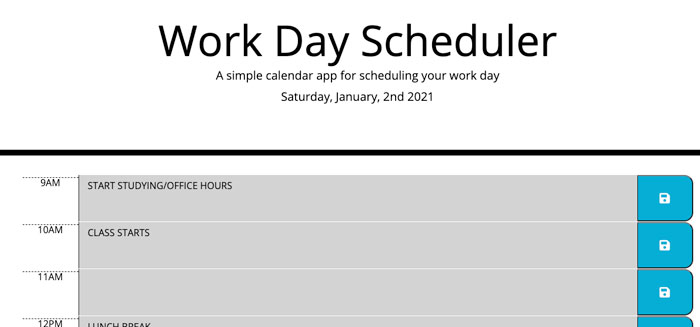 Work Day Scheduler
A simple calendar app for scheduling your work day
Saturday, January, 2nd 2021
9AM
START STUDYING/OFFICE HOURS
10AM
CLASS STARTS
11AM
12PM
LUNCH BREAK